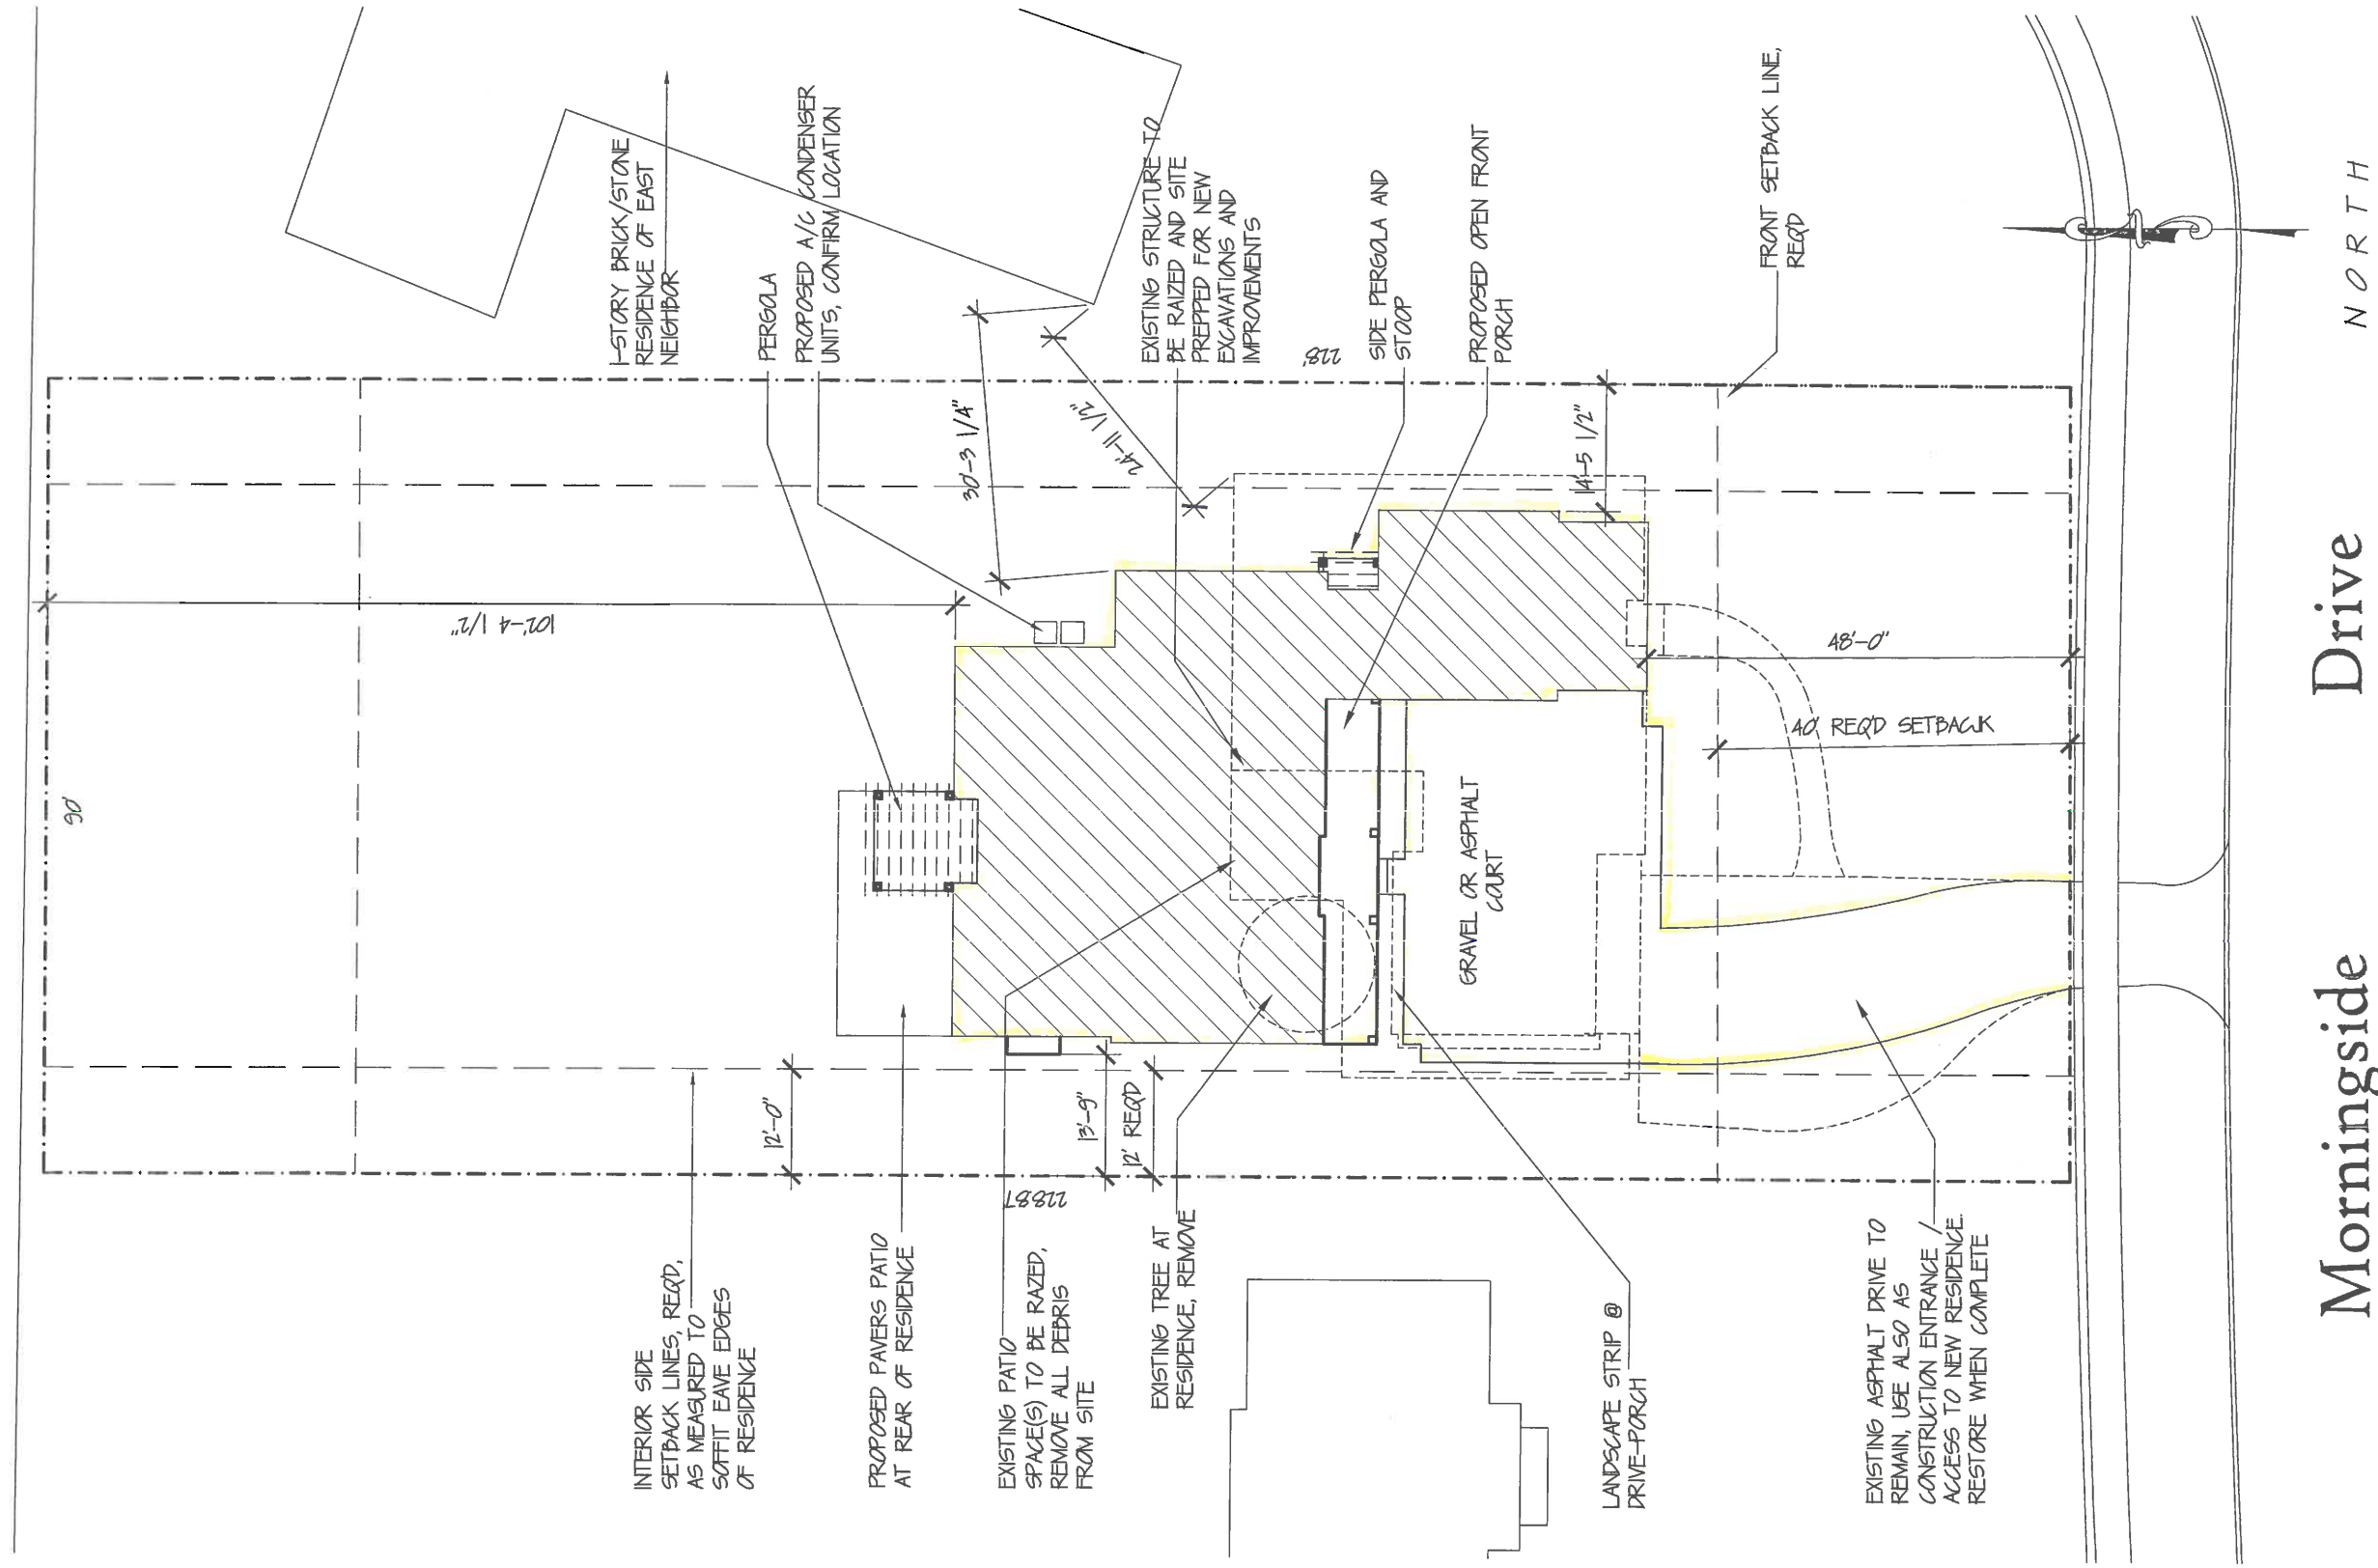 INTERIOR SIDE
SETBACK LINES, REQ'D,
AS MEASURED TO
SOFFIT EAVE EDGES
OF RESIDENCE
PROPOSED PAVERS PATIO
AT REAR OF RESIDENCE
EXISTING PATIO
SPACE(S) TO BE RAZED,
REMOVE ALL DEBRIS
FROM SITE
EXISTING TREE AT
RESIDENCE, REMOVE
LANDSCAPE STRIP @
DRIVE-PORCH
EXISTING ASPHALT DRIVE TO
REMAIN, USE ALSO AS
CONSTRUCTION ENTRANCE /
ACCESS TO NEW RESIDENCE.
RESTORE WHEN COMPLETE
90'
12'-0"
13'-9"
12' REQ'D
228.87
102'-4 1/2"
GRAVEL OR ASPHALT
COURT
40' REQ'D SETBACK
48'-0"
14'-5 1/2"
30'-3 1/4"
24'-11 1/2"
228'
1-STORY BRICK/STONE
RESIDENCE OF EAST
NEIGHBOR
PERGOLA
PROPOSED A/C CONDENSER
UNITS, CONFIRM LOCATION
EXISTING STRUCTURE TO
BE RAIZED AND SITE
PREPPED FOR NEW
EXCAVATIONS AND
IMPROVEMENTS
SIDE PERGOLA AND
STOOP
PROPOSED OPEN FRONT
PORCH
FRONT SETBACK LINE,
REQ'D
Morningside Drive
NORTH